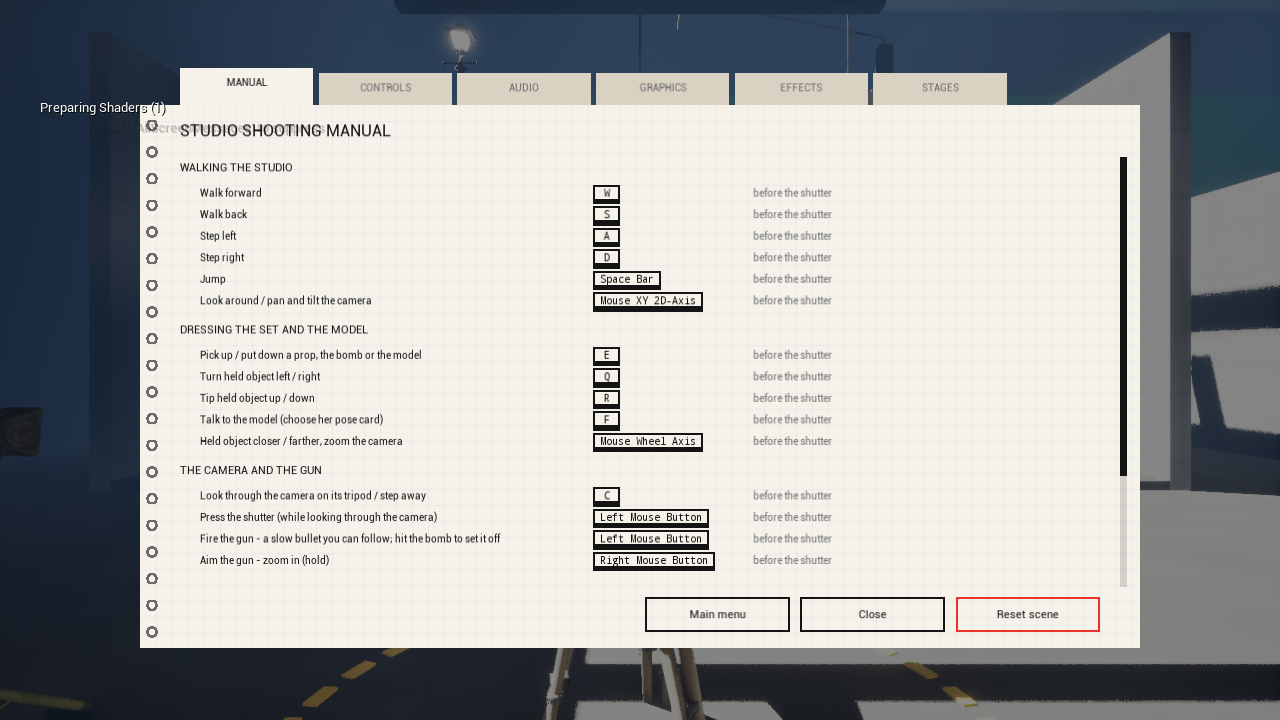 MANUAL
CONTROLS
AUDIO
GRAPHICS
EFFECTS
STAGES
Preparing Shaders (1)
STUDIO SHOOTING MANUAL
WALKING THE STUDIO
Walk forward W before the shutter
Walk back S before the shutter
Step left A before the shutter
Step right D before the shutter
Jump Space Bar before the shutter
Look around / pan and tilt the camera Mouse XY 2D-Axis before the shutter
DRESSING THE SET AND THE MODEL
Pick up / put down a prop, the bomb or the model E before the shutter
Turn held object left / right Q before the shutter
Tip held object up / down R before the shutter
Talk to the model (choose her pose card) F before the shutter
Held object closer / farther, zoom the camera Mouse Wheel Axis before the shutter
THE CAMERA AND THE GUN
Look through the camera on its tripod / step away C before the shutter
Press the shutter (while looking through the camera) Left Mouse Button before the shutter
Fire the gun - a slow bullet you can follow; hit the bomb to set it off Left Mouse Button before the shutter
Aim the gun - zoom in (hold) Right Mouse Button before the shutter
Main menu
Close
Reset scene